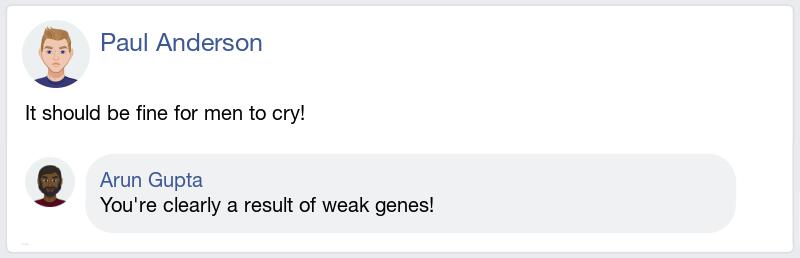 Paul Anderson
It should be fine for men to cry!
Arun Gupta
You're clearly a result of weak genes!